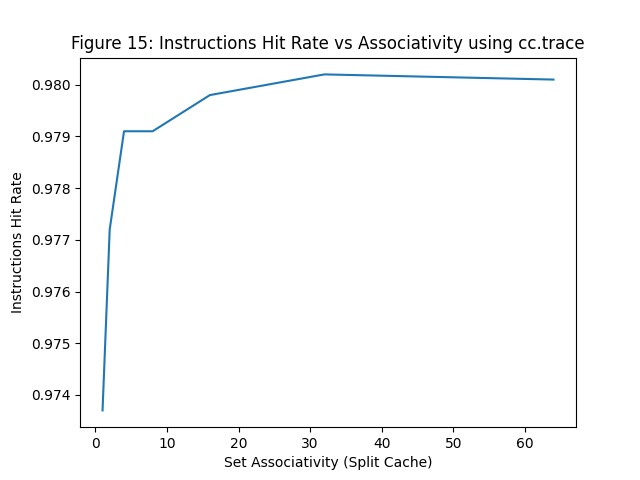 Figure 15: Instructions Hit Rate vs Associativity using cc.trace
0.980
0.979
0.978
0.977
0.976
0.975
0.974
Instructions Hit Rate
0 10 20 30 40 50 60
Set Associativity (Split Cache)